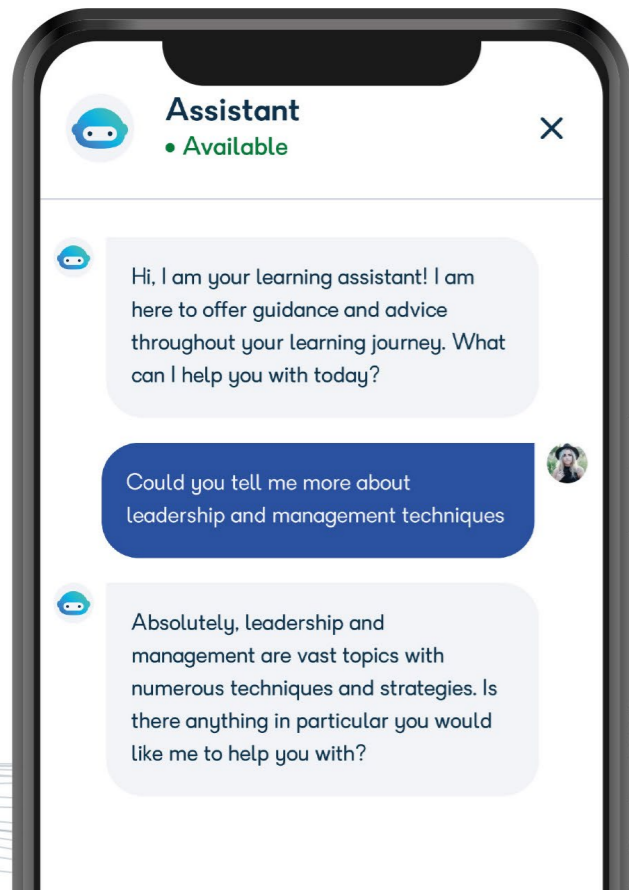 Assistant
• Available
Hi, I am your learning assistant! I am
here to offer guidance and advice
throughout your learning journey. What
can I help you with today?
Could you tell me more about
leadership and management techniques
Absolutely, leadership and
management are vast topics with
numerous techniques and strategies. Is
there anything in particular you would
like me to help you with?